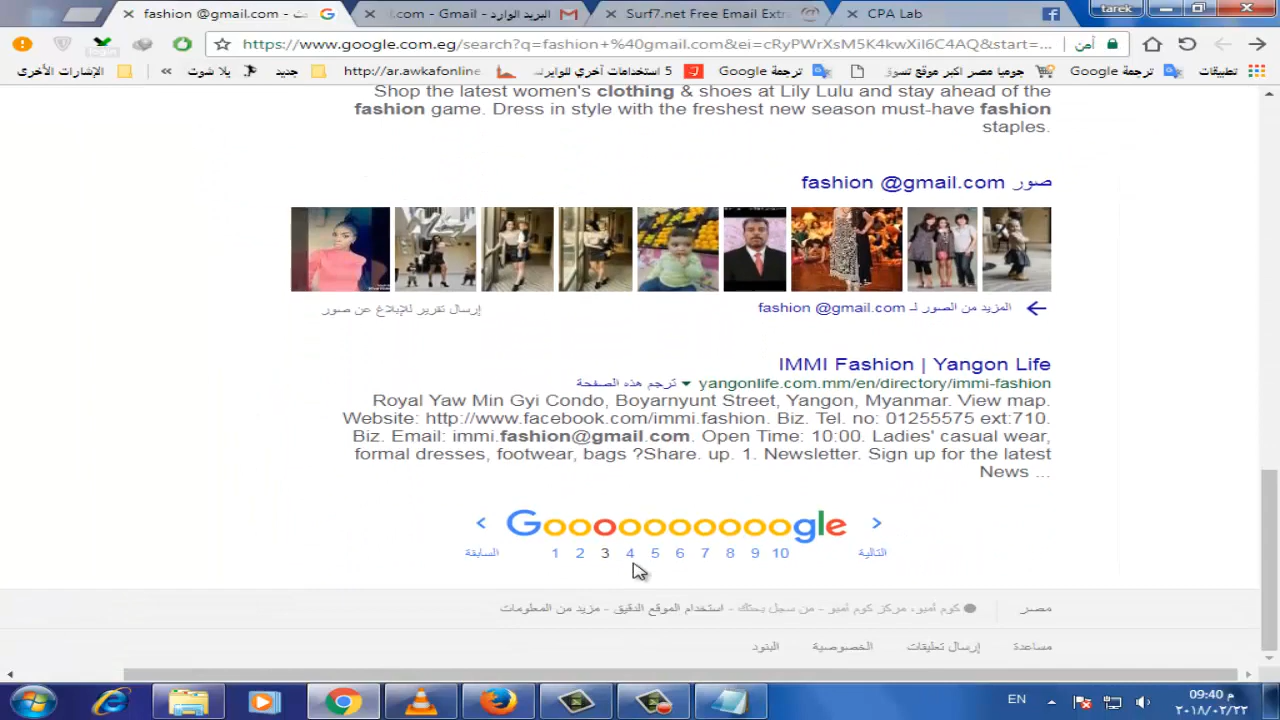 fashion @gmail.com - بحث
البريد الوارد - Gmail - l.com
Surf7.net Free Email Extra
CPA Lab
tarek
https://www.google.com.eg/search?q=fashion+%40gmail.com&ei=cRyPWrXsM5K4kwXil6C4AQ&start=...
آمن
تطبيقات
ترجمة Google
جوميا مصر اكبر موقع تسوق
ترجمة Google
5 استخدامات آخري للوايرلس
http://ar.awkafonline
جديد
يلا شوت
»
الإشارات الأخرى
Shop the latest women's clothing & shoes at Lily Lulu and stay ahead of the
fashion game. Dress in style with the freshest new season must-have fashion
staples.
صور fashion @gmail.com
المزيد من الصور لـ fashion @gmail.com
إرسال تقرير للإبلاغ عن صور
IMMI Fashion | Yangon Life
yangonlife.com.mm/en/directory/immi-fashion ترجم هذه الصفحة
Royal Yaw Min Gyi Condo, Boyarnyunt Street, Yangon, Myanmar. View map.
Website: http://www.facebook.com/immi.fashion. Biz. Tel. no: 01255575 ext:710.
Biz. Email: immi.fashion@gmail.com. Open Time: 10:00. Ladies' casual wear,
formal dresses, footwear, bags ?Share. up. 1. Newsletter. Sign up for the latest
News ...
< Goooooooooogle >
السابقة 1 2 3 4 5 6 7 8 9 10 التالية
مصر
كوم أمبو، مركز كوم أمبو - من سجل بحثك - استخدام الموقع الدقيق - مزيد من المعلومات
مساعدة إرسال تعليقات الخصوصية البنود
EN
09:40 م
٢٠١٨/٠٢/٢٢